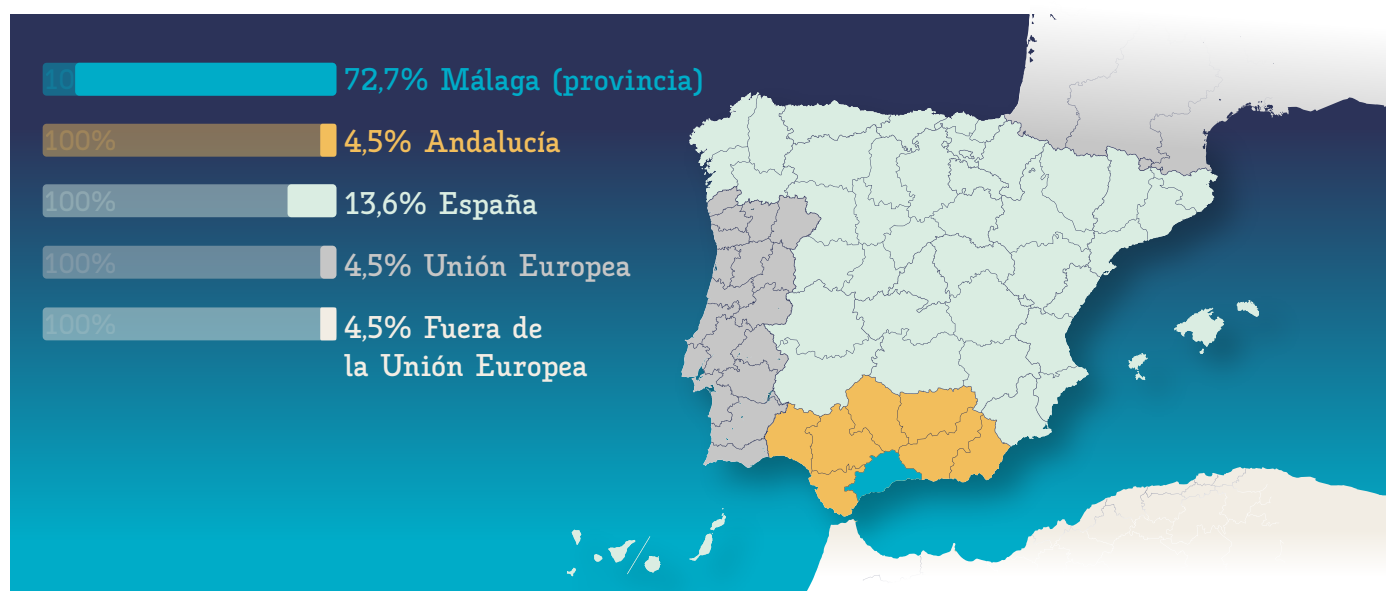 10
72,7% Málaga (provincia)
100%
4,5% Andalucía
100%
13,6% España
100%
4,5% Unión Europea
100%
4,5% Fuera de
la Unión Europea